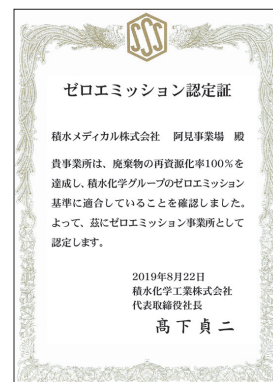 SSS
ゼロエミッション認定証
積水メディカル株式会社　阿見事業場　殿
貴事業所は、廃棄物の再資源化率100％を
達成し、積水化学グループのゼロエミッション
基準に適合していることを確認しました。
よって、茲にゼロエミッション事業所として
認定します。
2019年8月22日
積水化学工業株式会社
代表取締役社長
髙下貞二